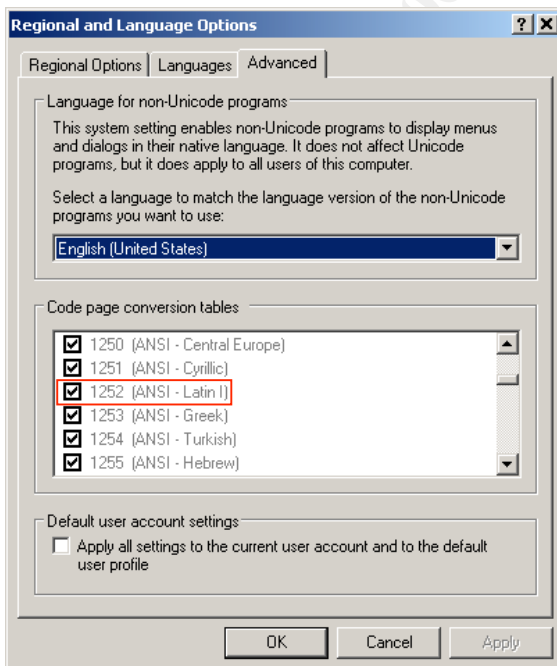 Regional and Language Options
Regional Options
Languages
Advanced
Language for non-Unicode programs
This system setting enables non-Unicode programs to display menus
and dialogs in their native language. It does not affect Unicode
programs, but it does apply to all users of this computer.
Select a language to match the language version of the non-Unicode
programs you want to use:
English (United States)
Code page conversion tables
1250 (ANSI - Central Europe)
1251 (ANSI - Cyrillic)
1252 (ANSI - Latin I)
1253 (ANSI - Greek)
1254 (ANSI - Turkish)
1255 (ANSI - Hebrew)
Default user account settings
Apply all settings to the current user account and to the default
user profile
OK
Cancel
Apply